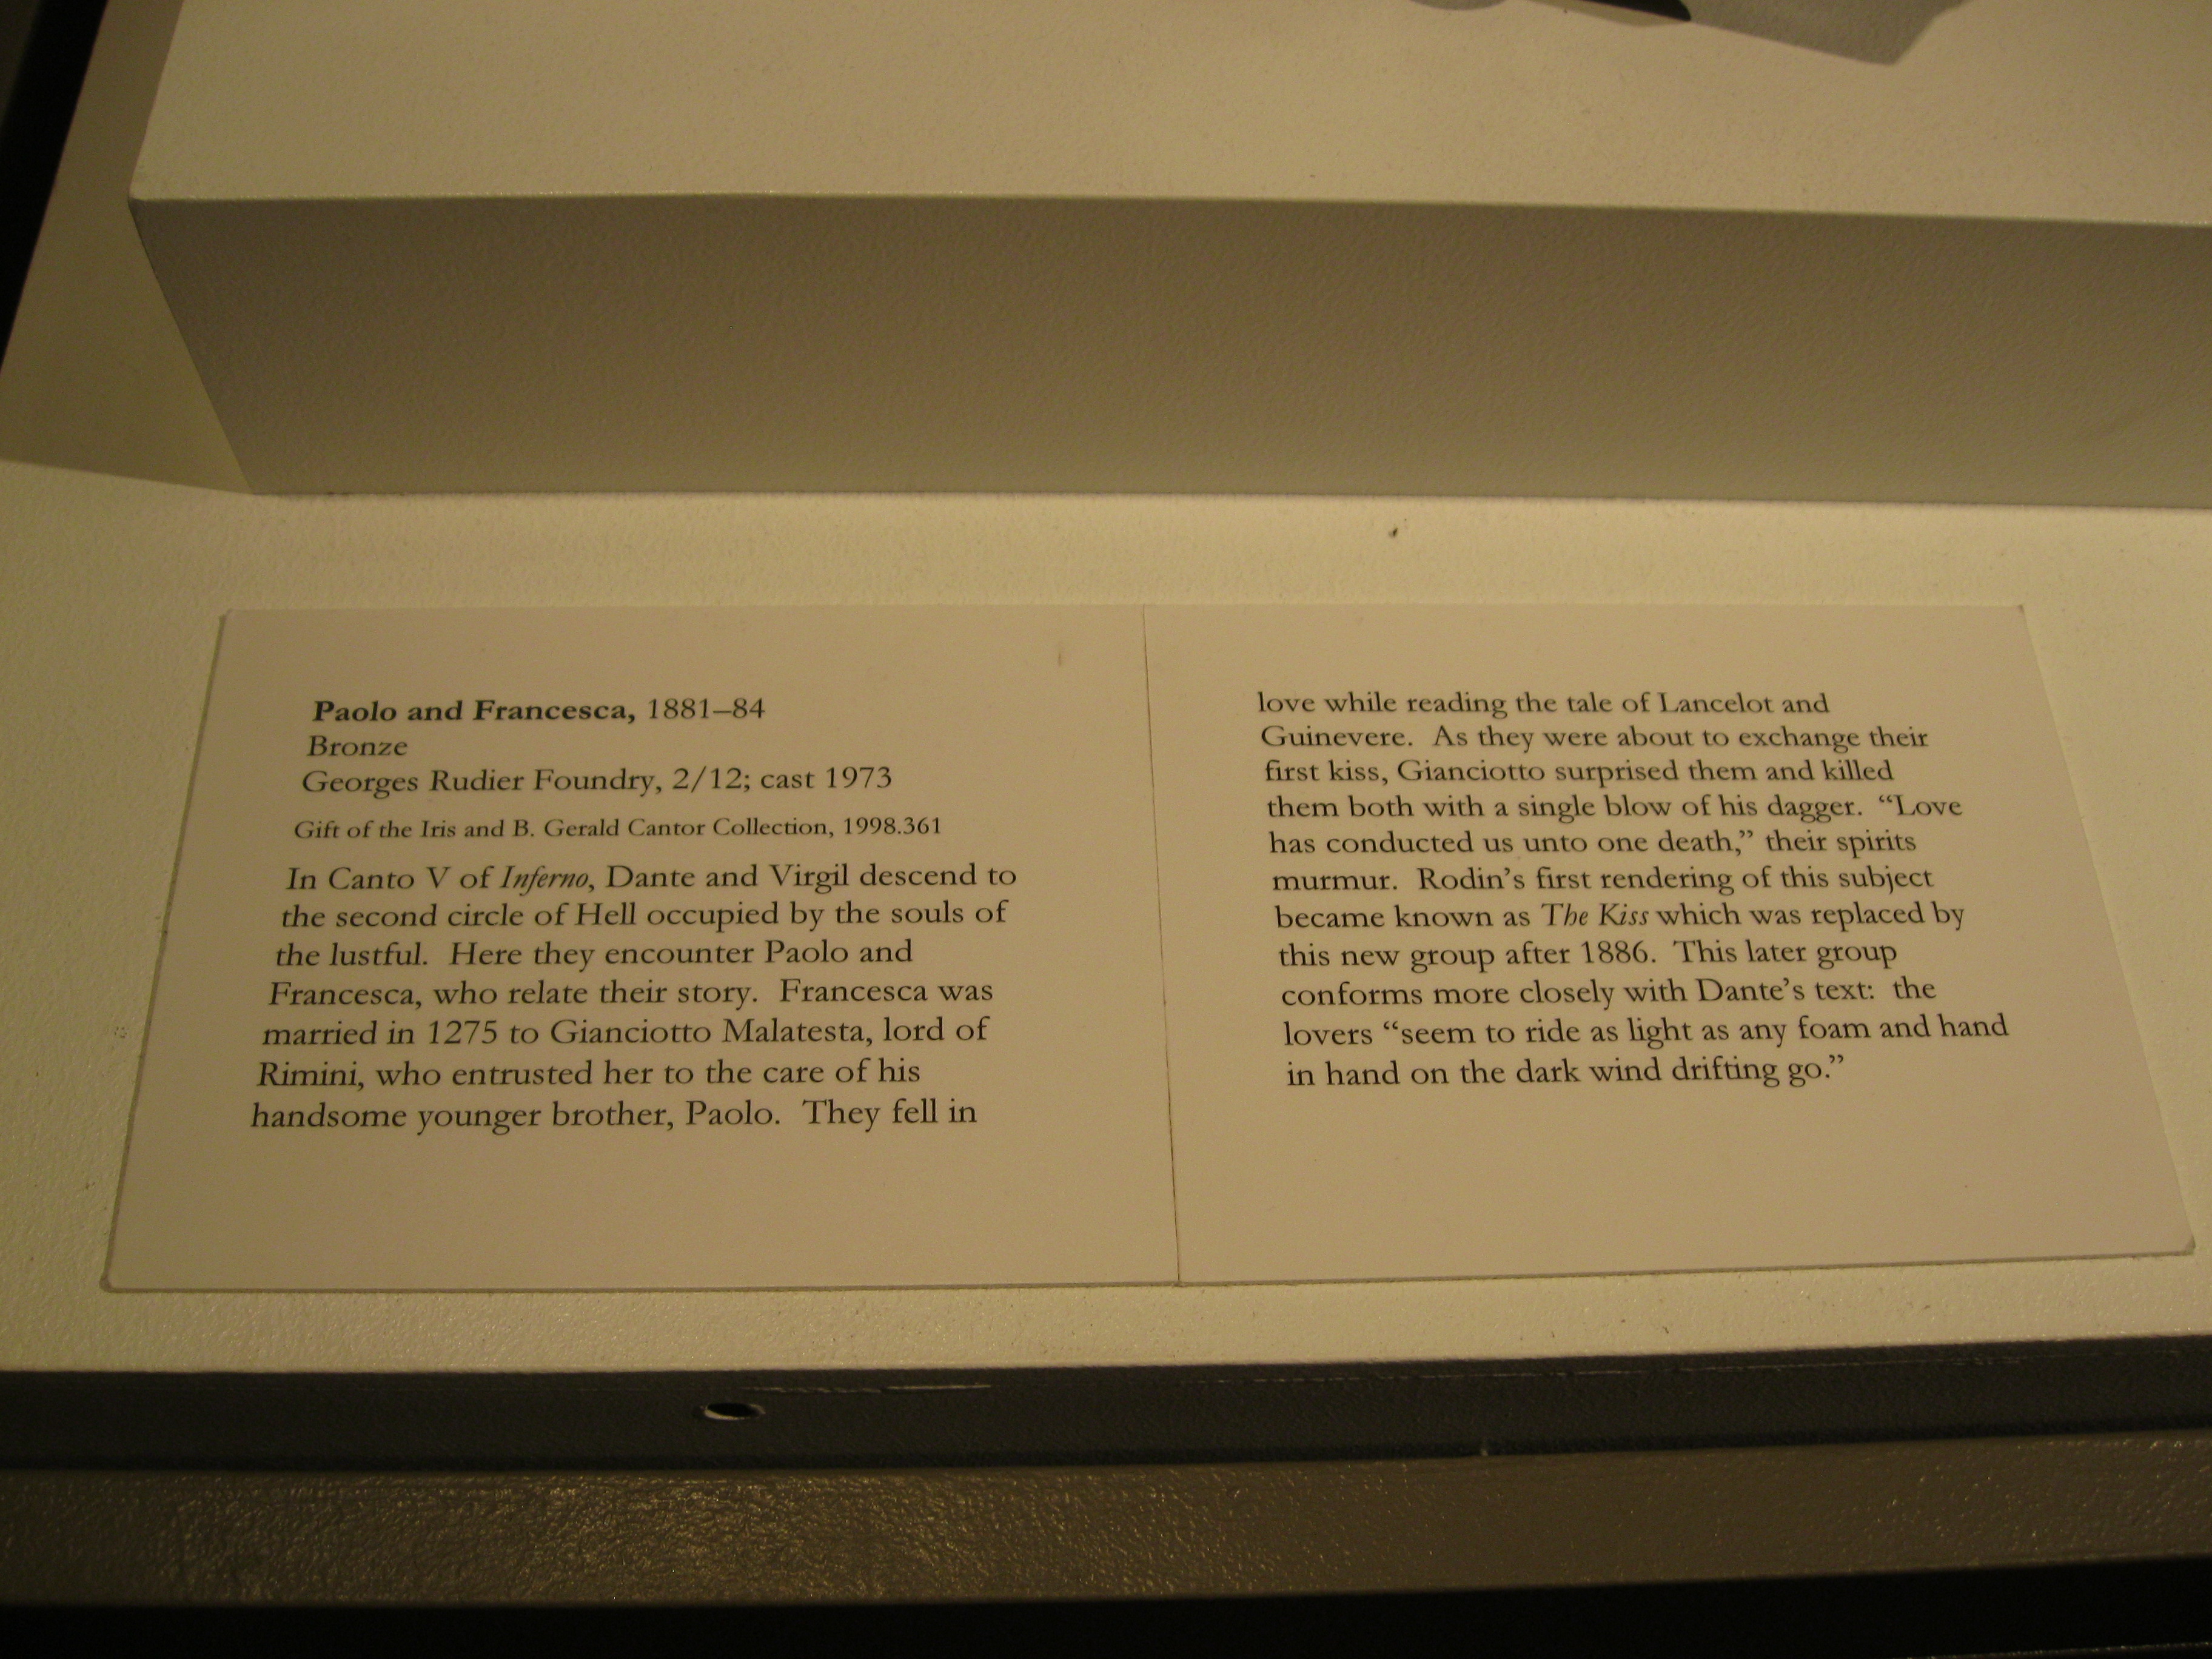 Paolo and Francesca, 1881–84
Bronze
Georges Rudier Foundry, 2/12; cast 1973
Gift of the Iris and B. Gerald Cantor Collection, 1998.361
In Canto V of Inferno, Dante and Virgil descend to
the second circle of Hell occupied by the souls of
the lustful.  Here they encounter Paolo and
Francesca, who relate their story.  Francesca was
married in 1275 to Gianciotto Malatesta, lord of
Rimini, who entrusted her to the care of his
handsome younger brother, Paolo.  They fell in
love while reading the tale of Lancelot and
Guinevere.  As they were about to exchange their
first kiss, Gianciotto surprised them and killed
them both with a single blow of his dagger.  “Love
has conducted us unto one death,” their spirits
murmur.  Rodin’s first rendering of this subject
became known as The Kiss which was replaced by
this new group after 1886.  This later group
conforms more closely with Dante’s text:  the
lovers “seem to ride as light as any foam and hand
in hand on the dark wind drifting go.”